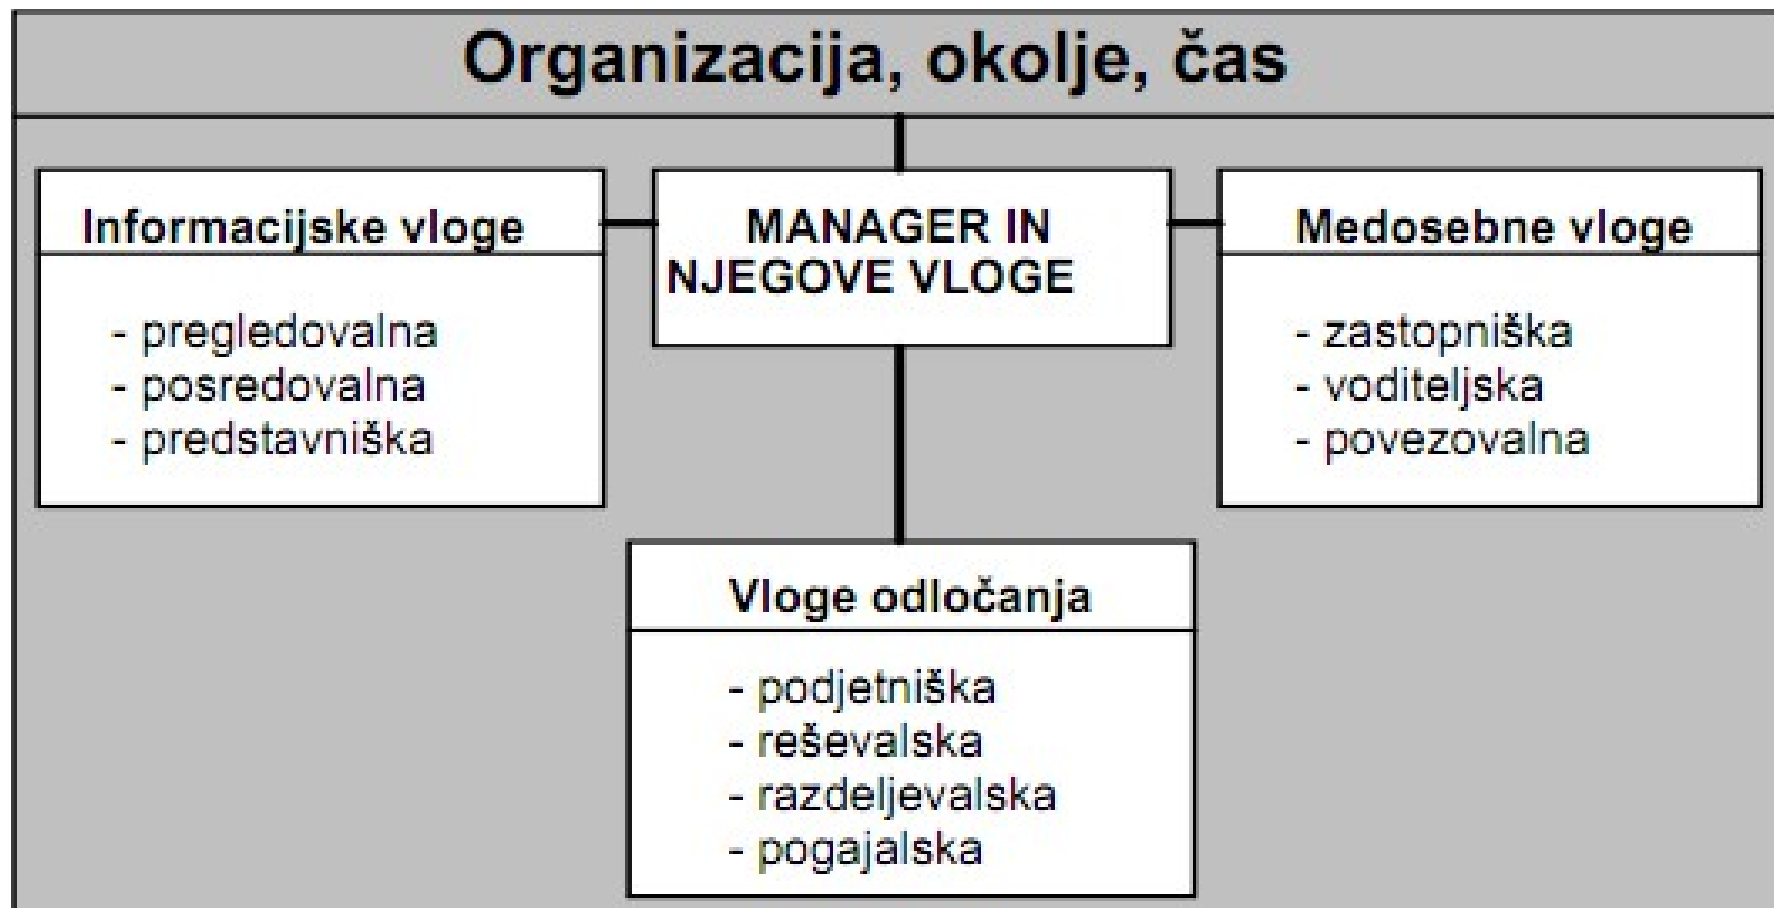 Organizacija, okolje, čas
Informacijske vloge
- pregledovalna
- posredovalna
- predstavniška
MANAGER IN
NJEGOVE VLOGE
Medosebne vloge
- zastopniška
- voditeljska
- povezovalna
Vloge odločanja
- podjetniška
- reševalska
- razdeljevalska
- pogajalska